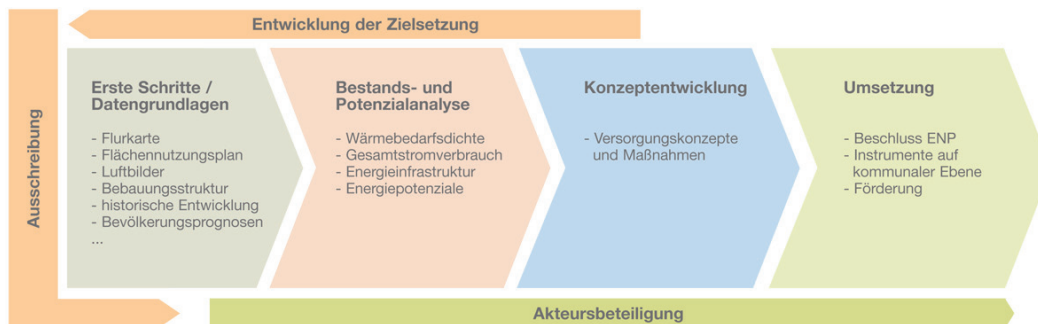 Entwicklung der Zielsetzung
Ausschreibung
Erste Schritte /
Datengrundlagen
- Flurkarte
- Flächennutzungsplan
- Luftbilder
- Bebauungsstruktur
- historische Entwicklung
- Bevölkerungsprognosen
...
Bestands- und
Potenzialanalyse
- Wärmebedarfsdichte
- Gesamtstromverbrauch
- Energieinfrastruktur
- Energiepotenziale
Konzeptentwicklung
- Versorgungskonzepte
und Maßnahmen
Umsetzung
- Beschluss ENP
- Instrumente auf
kommunaler Ebene
- Förderung
Akteursbeteiligung